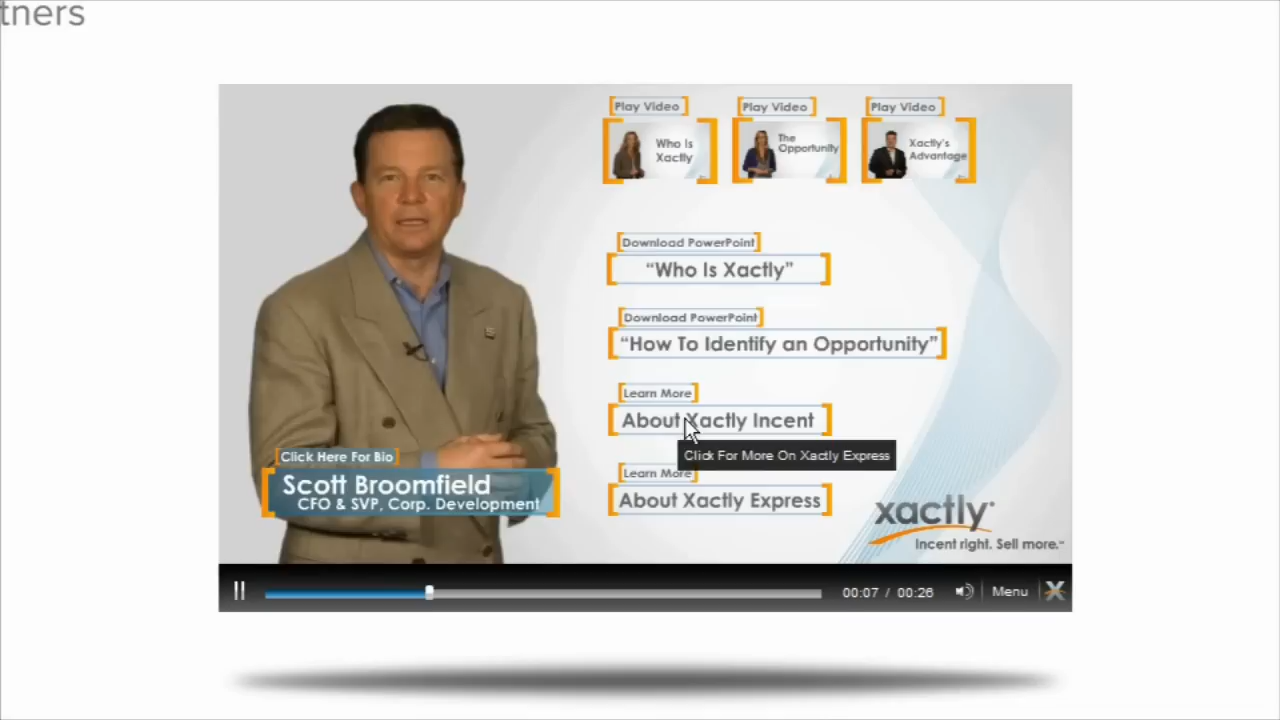 tners
Play Video
Play Video
Play Video
Who Is
Xactly
The
Opportunity
Xactly's
Advantage
Download PowerPoint
“Who Is Xactly”
Download PowerPoint
“How To Identify an Opportunity”
Learn More
About Xactly Incent
Click For More On Xactly Express
Click Here For Bio
Scott Broomfield
CFO & SVP, Corp. Development
Learn More
About Xactly Express
xactly
Incent right. Sell more.
00:07 / 00:26
Menu